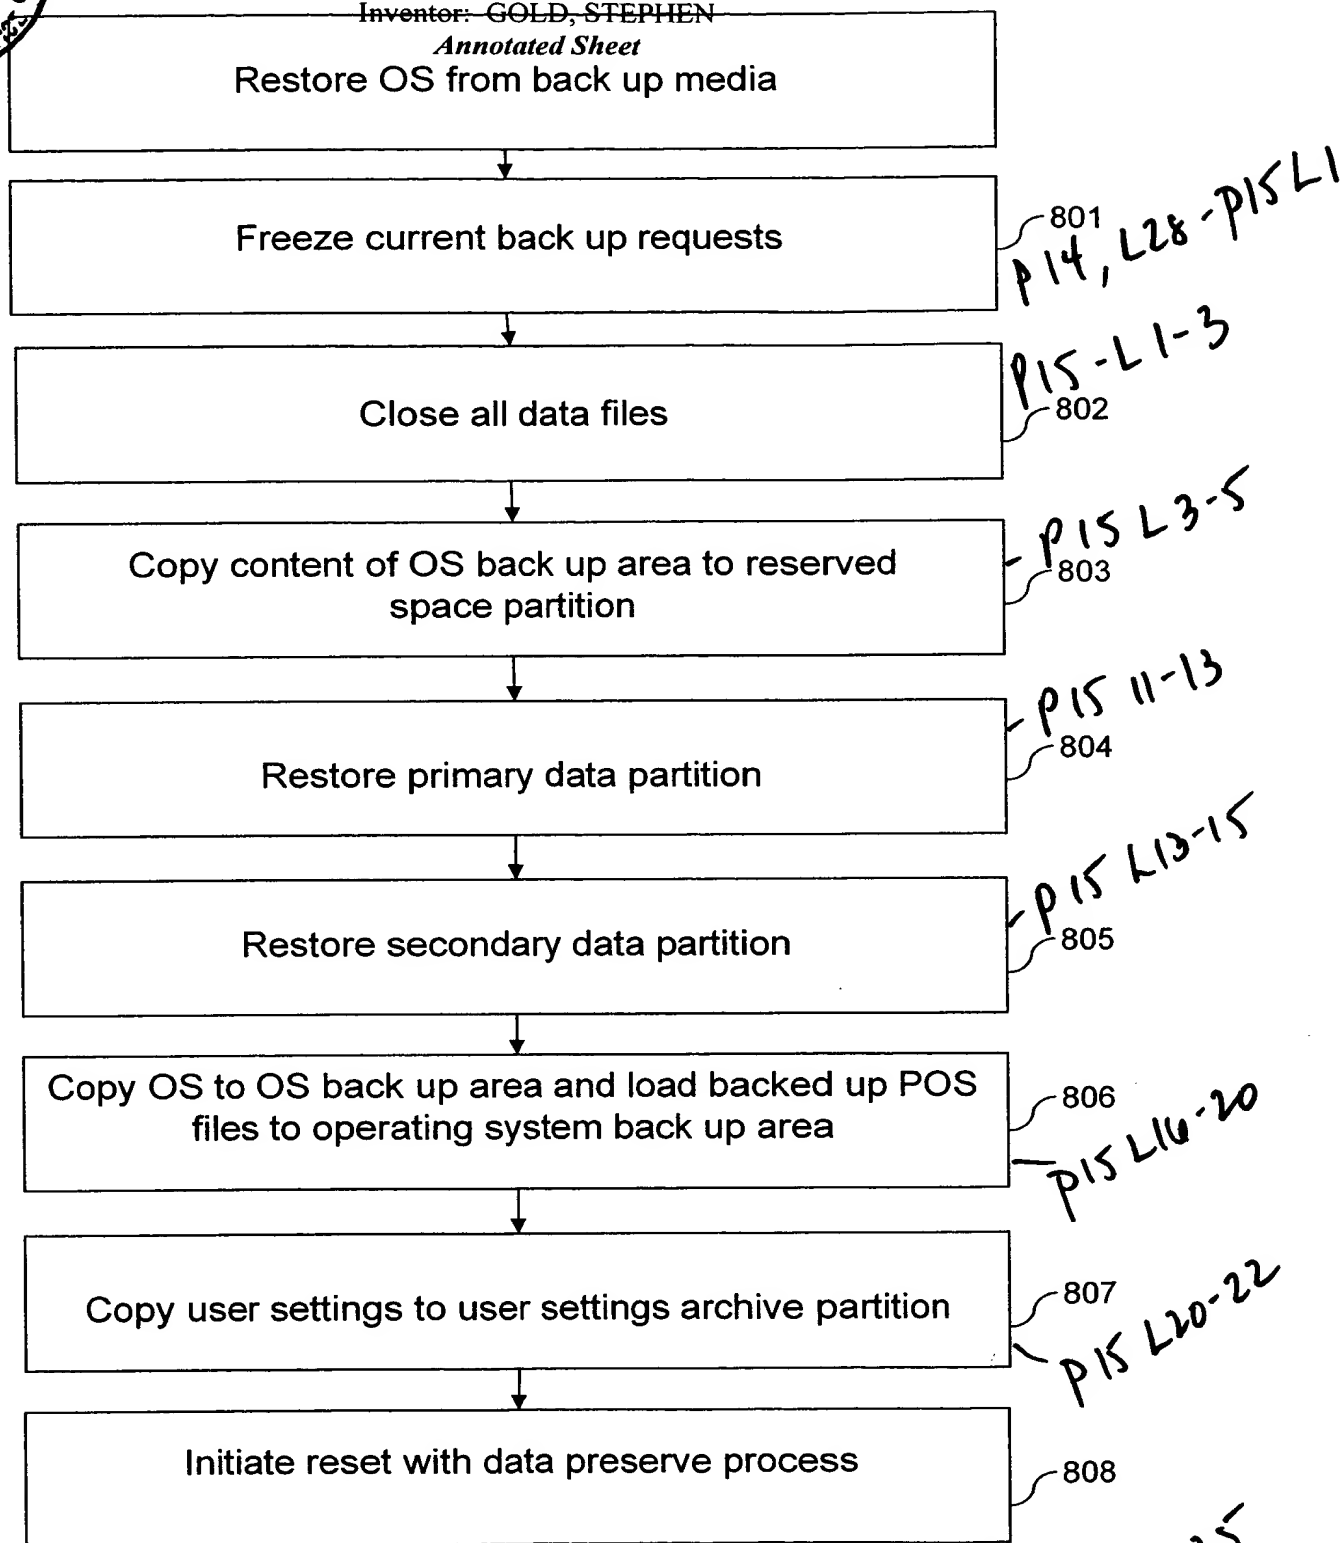 Inventor: GOLD, STEPHEN
Annotated Sheet
Restore OS from back up media
Freeze current back up requests
801
p14, L28-P15 L1
Close all data files
P15-L1-3
802
Copy content of OS back up area to reserved
space partition
P15 L3-5
803
Restore primary data partition
P15 11-13
804
Restore secondary data partition
P15 L13-15
805
Copy OS to OS back up area and load backed up POS
files to operating system back up area
806
P15 L16-20
Copy user settings to user settings archive partition
807
P15 L20-22
Initiate reset with data preserve process
808